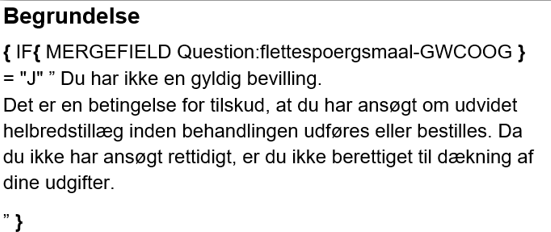 Begrundelse
{ IF{ MERGEFIELD Question:flettespoergsmaal-GWCOOG }
= "J" ” Du har ikke en gyldig bevilling.
Det er en betingelse for tilskud, at du har ansøgt om udvidet
helbredstillæg inden behandlingen udføres eller bestilles. Da
du ikke har ansøgt rettidigt, er du ikke berettiget til dækning af
dine udgifter.
” }